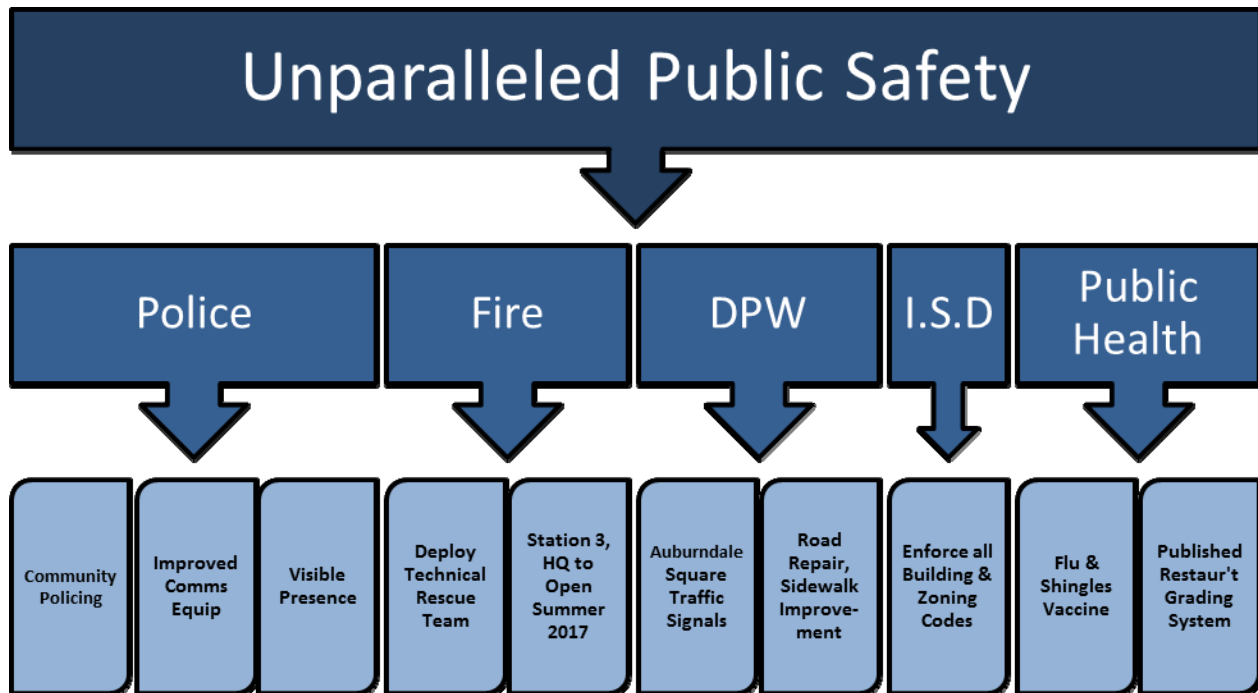 Unparalleled Public Safety
Police
Fire
DPW
I.S.D
Public
Health
Community
Policing
Improved
Comms
Equip
Visible
Presence
Deploy
Technical
Rescue
Team
Station 3,
HQ to
Open
Summer
2017
Auburndale
Square
Traffic
Signals
Road
Repair,
Sidewalk
Improve-
ment
Enforce all
Building &
Zoning
Codes
Flu &
Shingles
Vaccine
Published
Restaur't
Grading
System